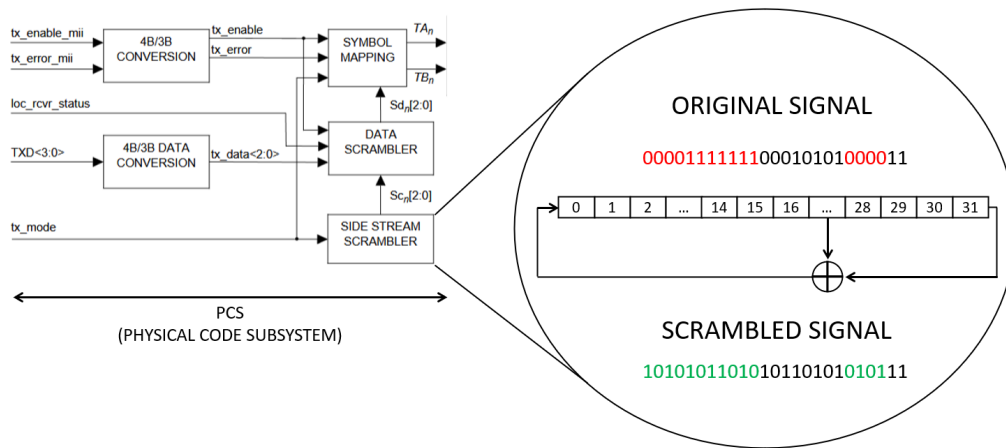 tx_enable_mii
tx_error_mii
4B/3B
CONVERSION
tx_enable
tx_error
SYMBOL
MAPPING
TAn
TBn
Sdn[2:0]
loc_rcvr_status
TXD<3:0>
4B/3B DATA
CONVERSION
tx_data<2:0>
DATA
SCRAMBLER
Scn[2:0]
tx_mode
SIDE STREAM
SCRAMBLER
PCS
(PHYSICAL CODE SUBSYSTEM)
ORIGINAL SIGNAL
0000111111100010101000011
0 1 2 ... 14 15 16 ... 28 29 30 31
SCRAMBLED SIGNAL
1010101101010110101010111